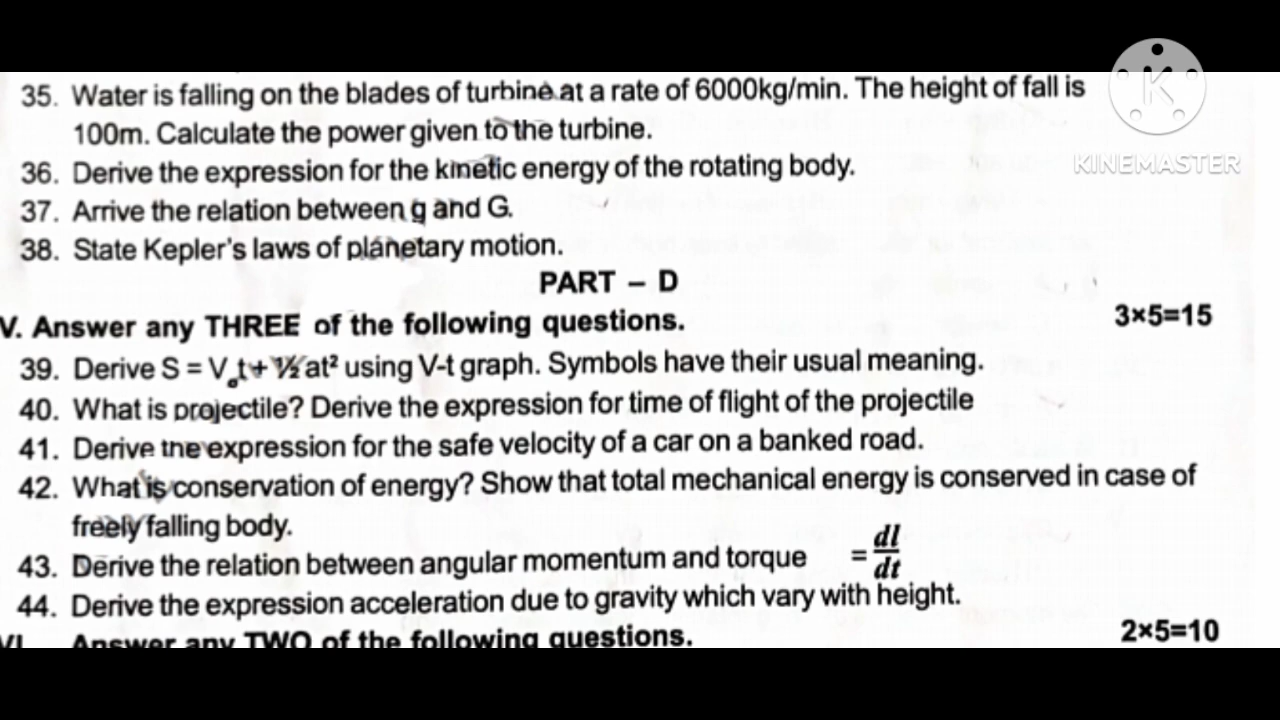 35. Water is falling on the blades of turbine at a rate of 6000kg/min. The height of fall is
KINEMASTER
100m. Calculate the power given to the turbine.
36. Derive the expression for the kinetic energy of the rotating body.
37. Arrive the relation between g and G.
38. State Kepler's laws of planetary motion.
PART – D
V. Answer any THREE of the following questions. 3×5=15
39. Derive S = V₀t + ½ at² using V-t graph. Symbols have their usual meaning.
40. What is projectile? Derive the expression for time of flight of the projectile
41. Derive the expression for the safe velocity of a car on a banked road.
42. What is conservation of energy? Show that total mechanical energy is conserved in case of
freely falling body.
43. Derive the relation between angular momentum and torque = dl/dt
44. Derive the expression acceleration due to gravity which vary with height.
VI. Answer any TWO of the following questions. 2×5=10